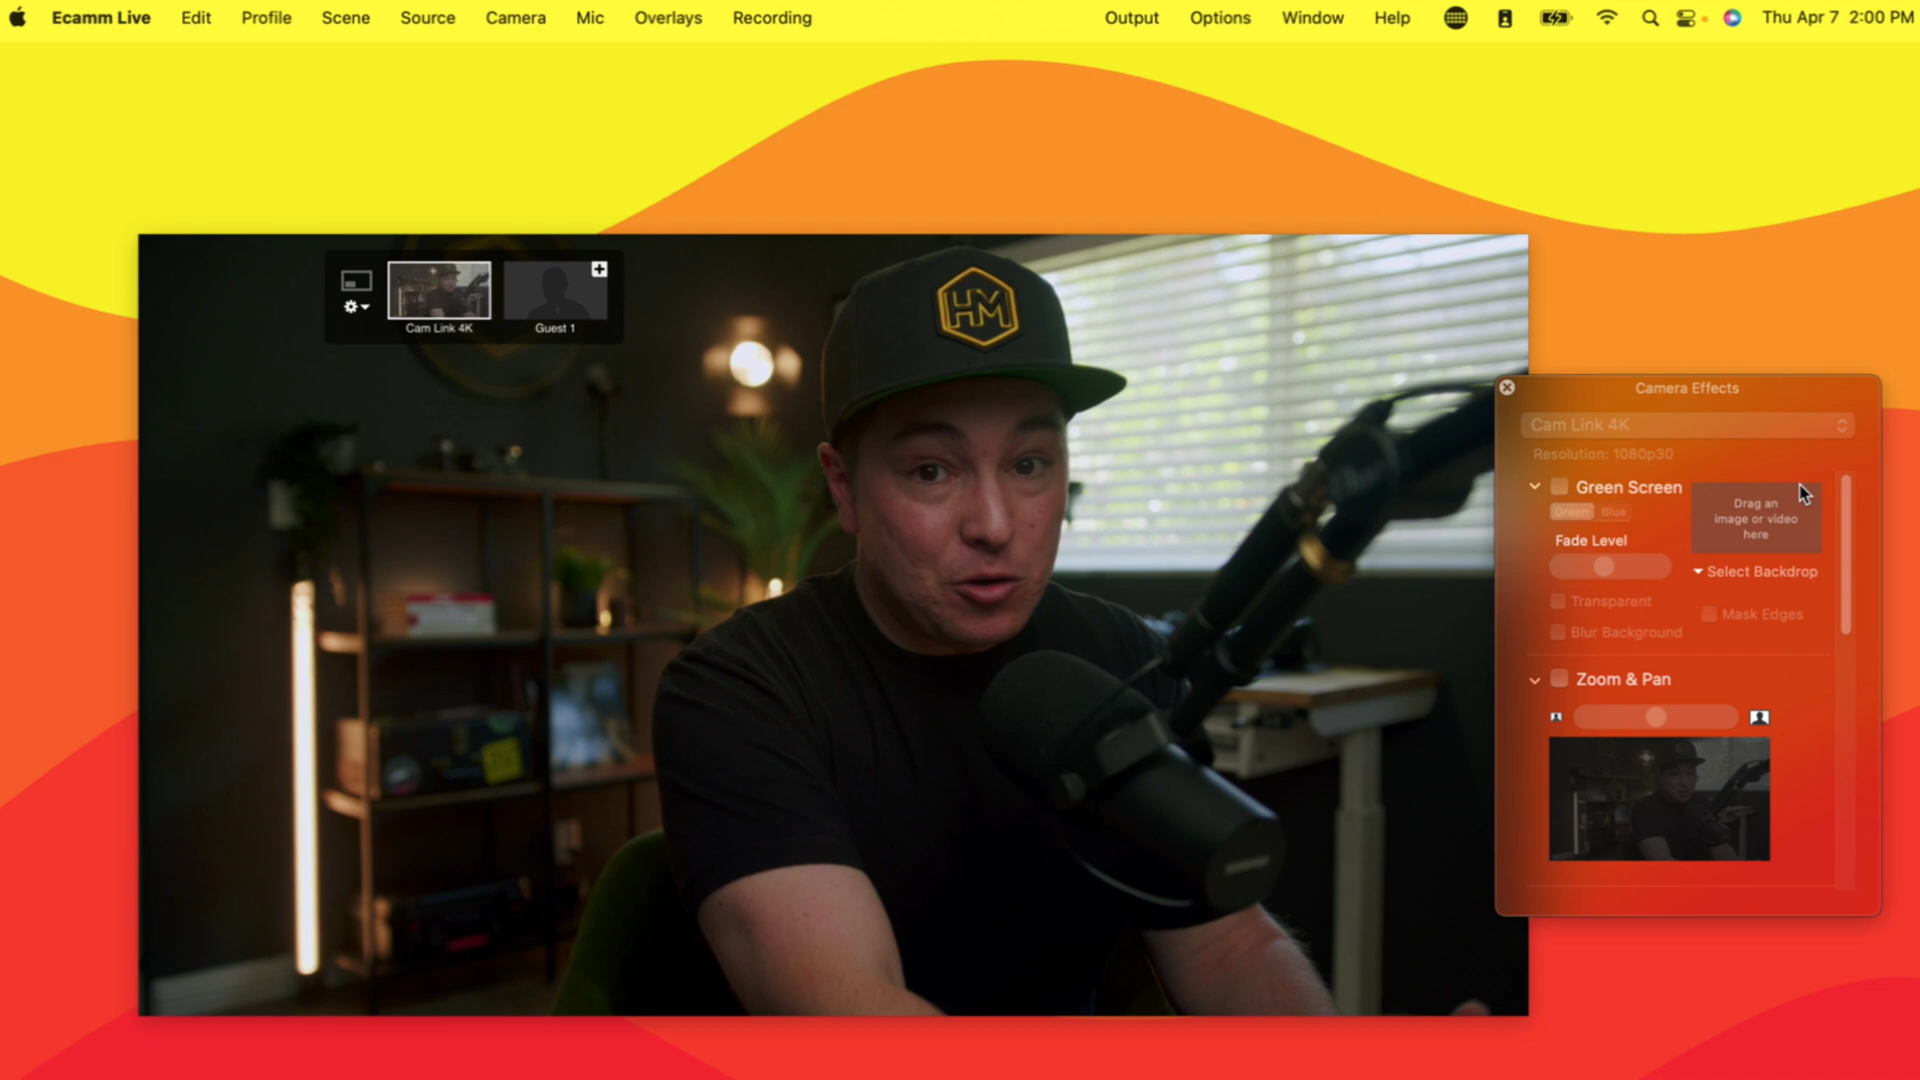 Ecamm Live Edit Profile Scene Source Camera Mic Overlays Recording Output Options Window Help Thu Apr 7 2:00 PM
Cam Link 4K Guest 1
HM
Camera Effects
Cam Link 4K
Resolution: 1080p30
Green Screen
Green Blue
Drag an
image or video
here
Fade Level
Select Backdrop
Transparent
Mask Edges
Blur Background
Zoom & Pan